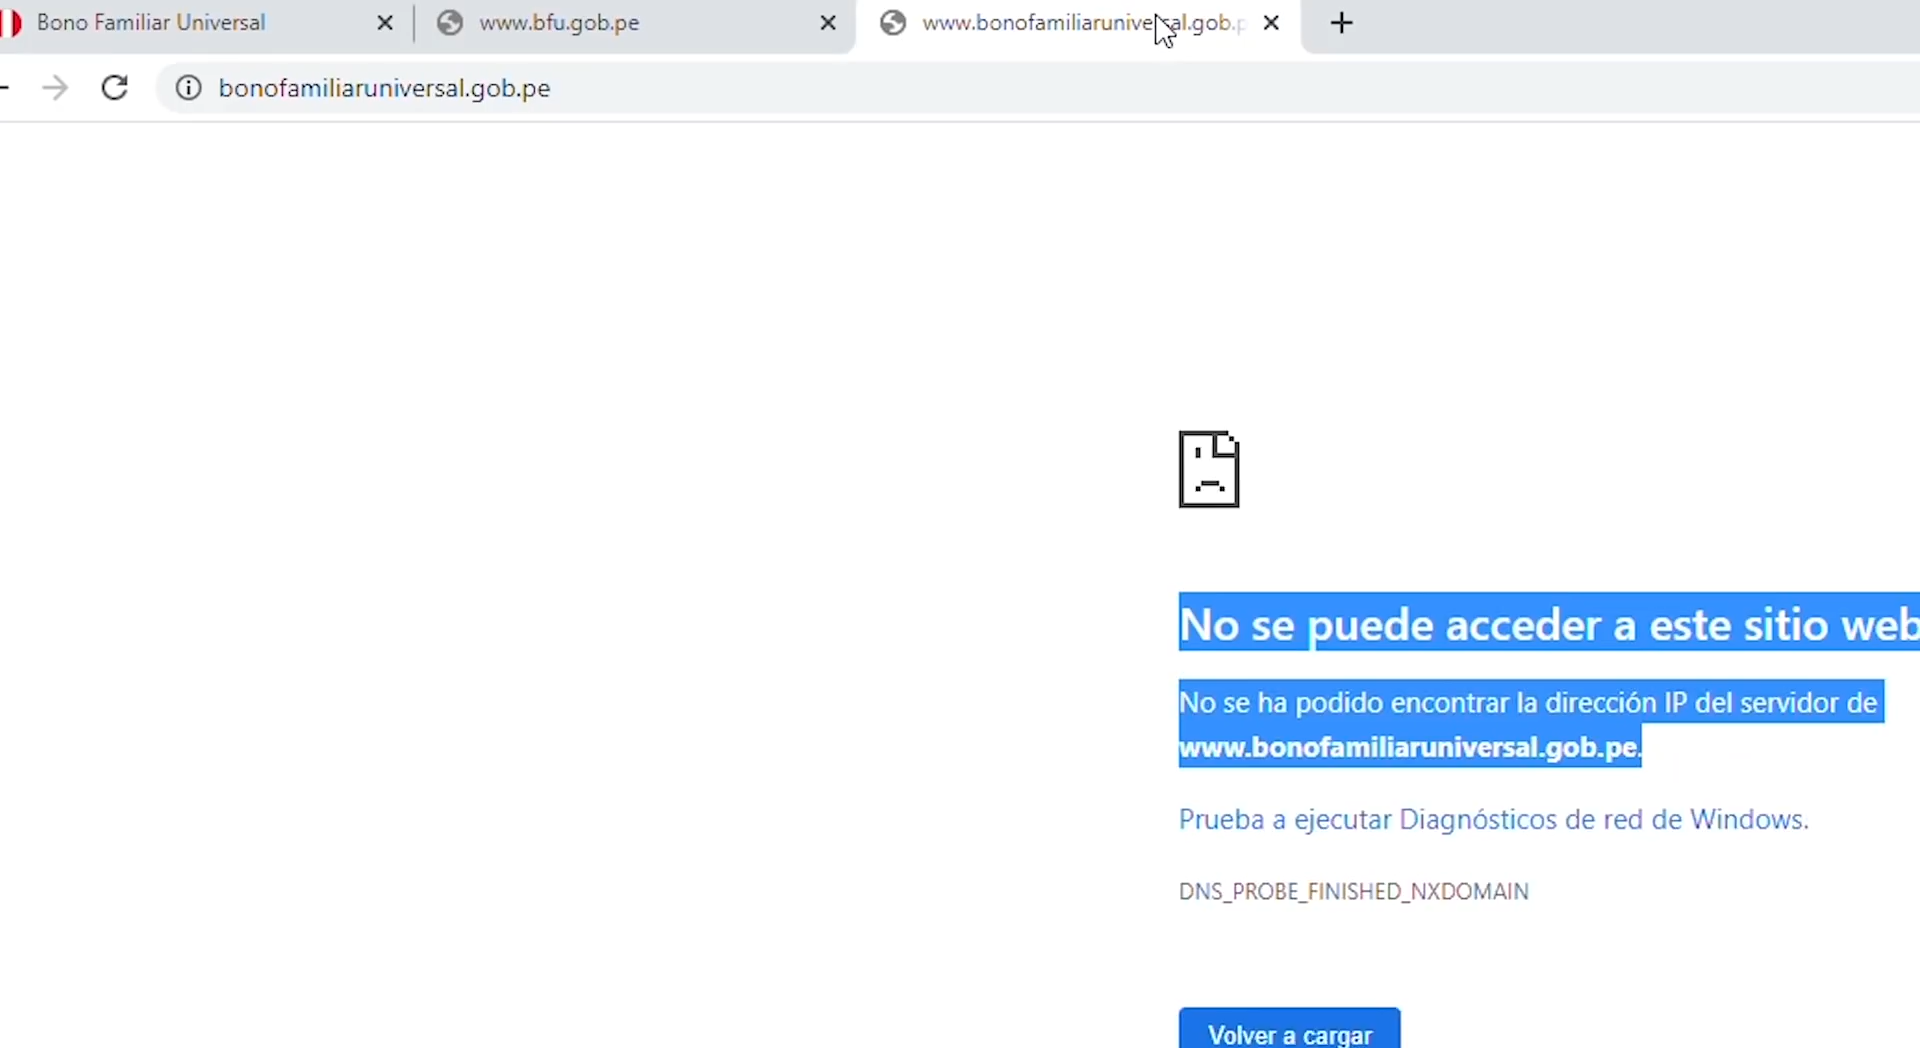 Bono Familiar Universal
www.bfu.gob.pe
www.bonofamiliaruniversal.gob.p
bonofamiliaruniversal.gob.pe
No se puede acceder a este sitio web
No se ha podido encontrar la dirección IP del servidor de
www.bonofamiliaruniversal.gob.pe.
Prueba a ejecutar Diagnósticos de red de Windows.
DNS_PROBE_FINISHED_NXDOMAIN
Volver a cargar